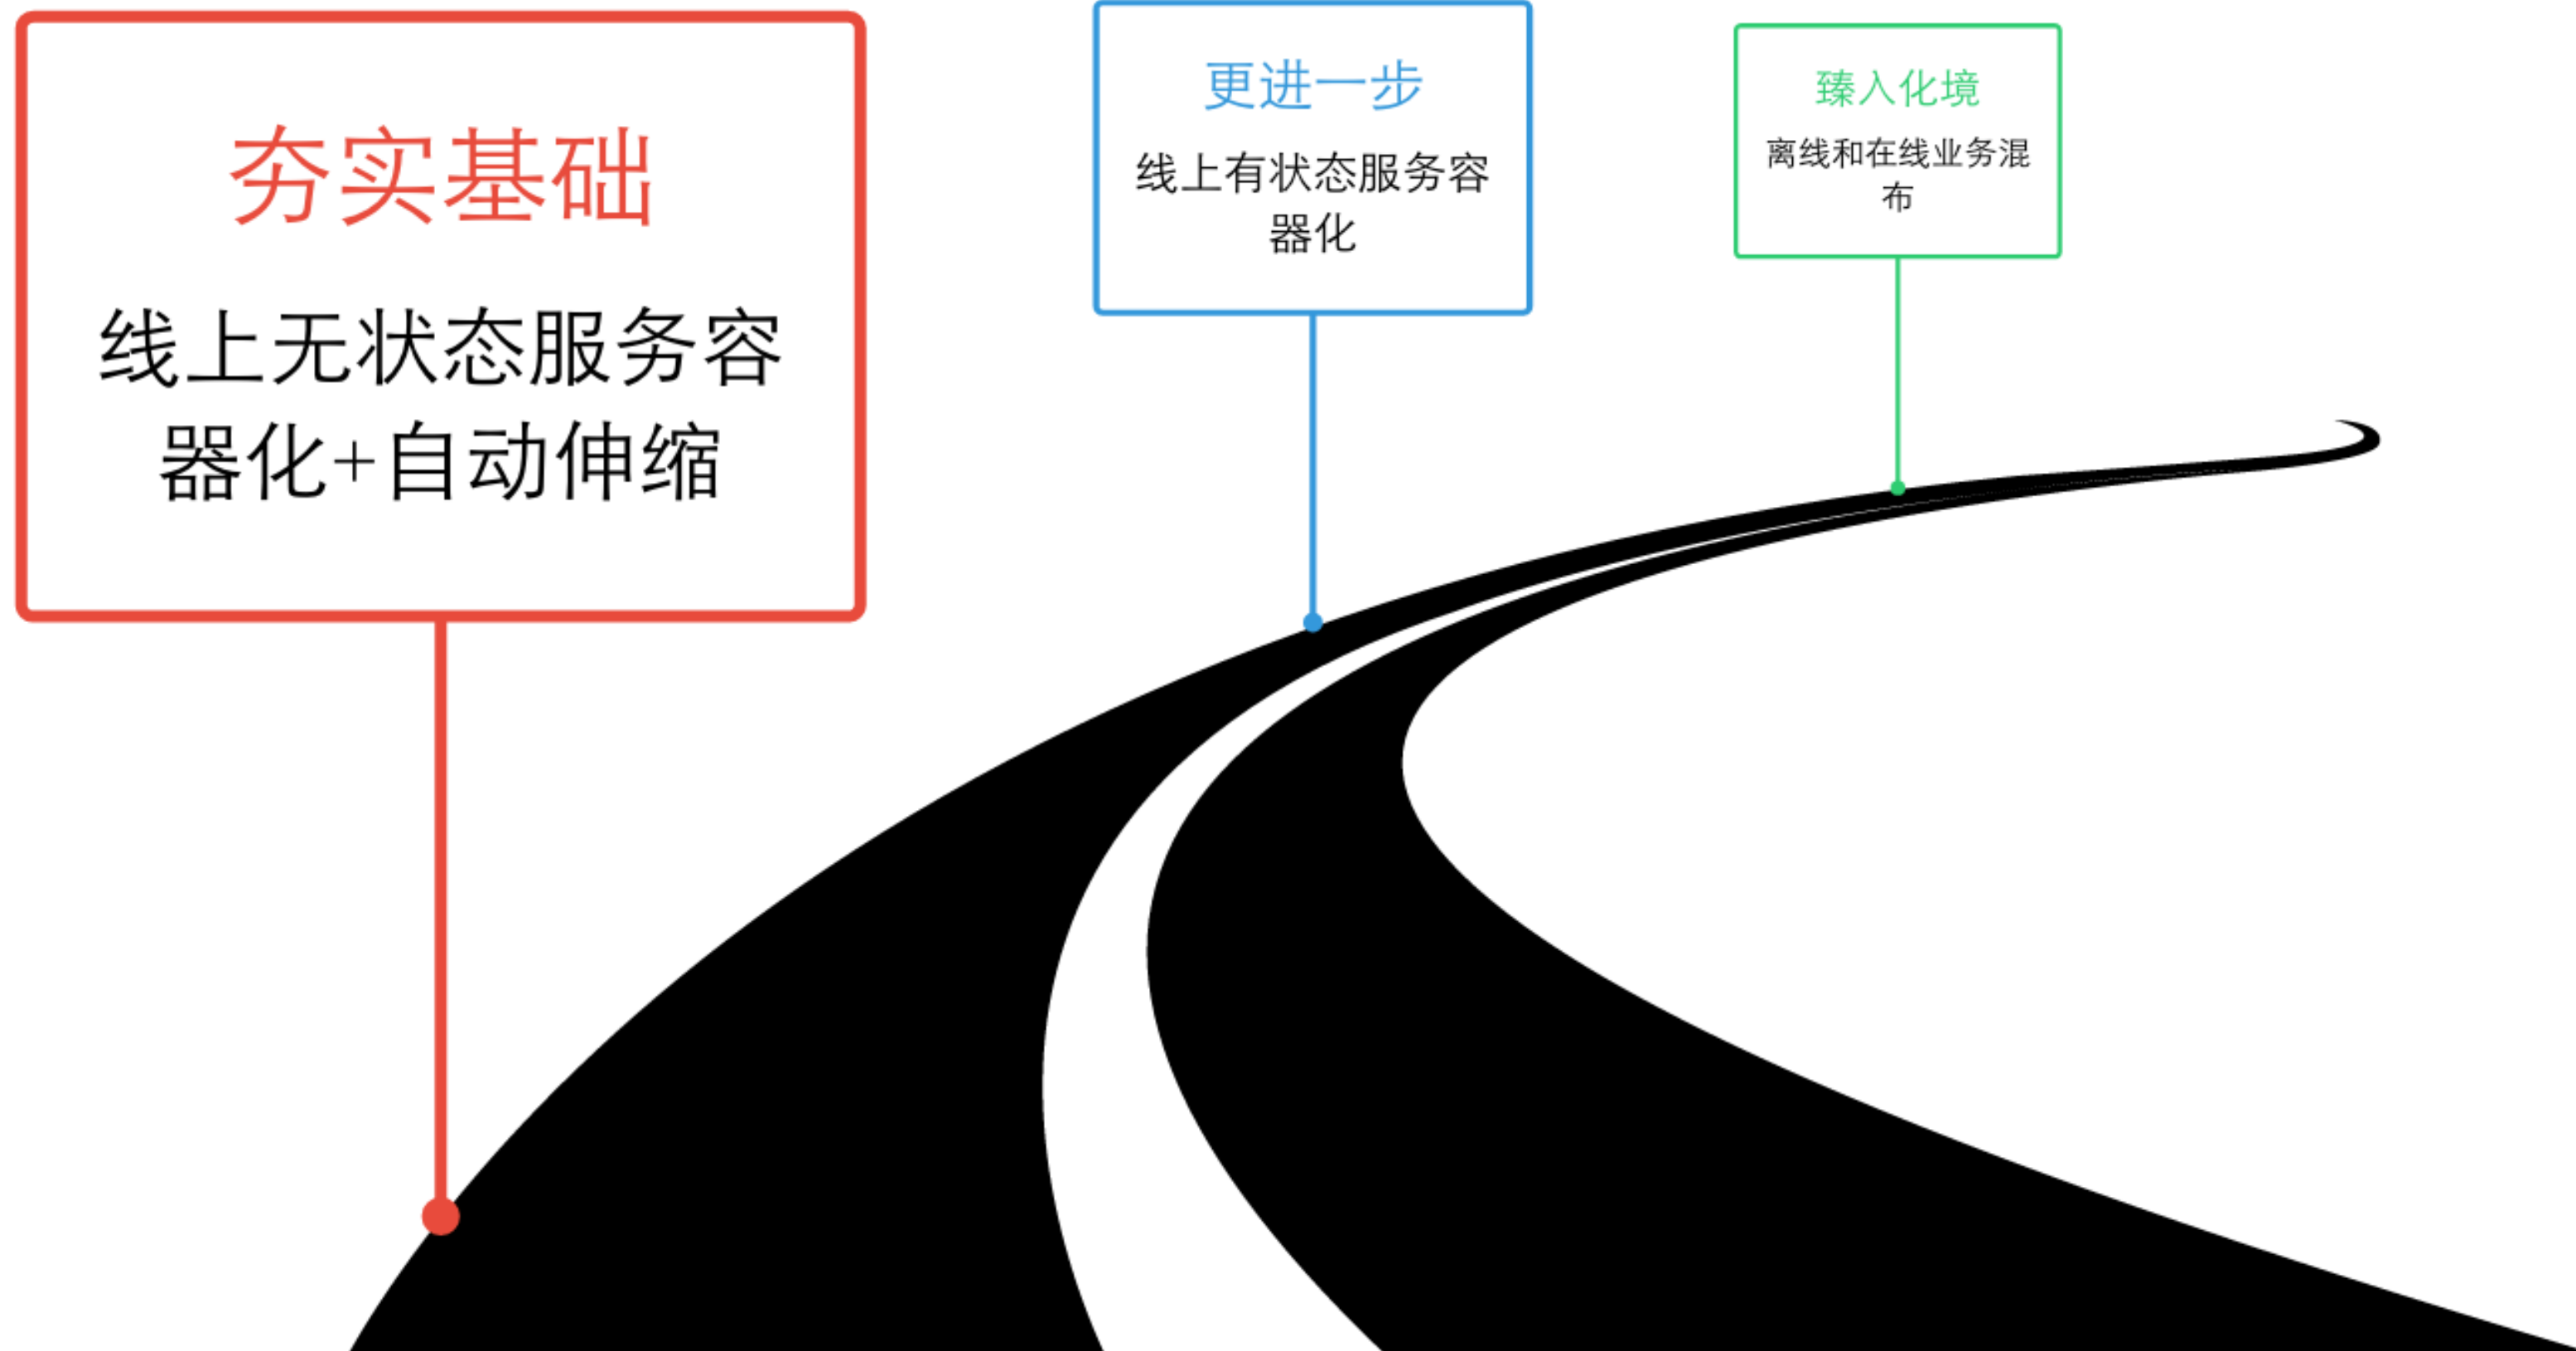 夯实基础
线上无状态服务容
器化+自动伸缩
更进一步
线上有状态服务容
器化
臻入化境
离线和在线业务混
布